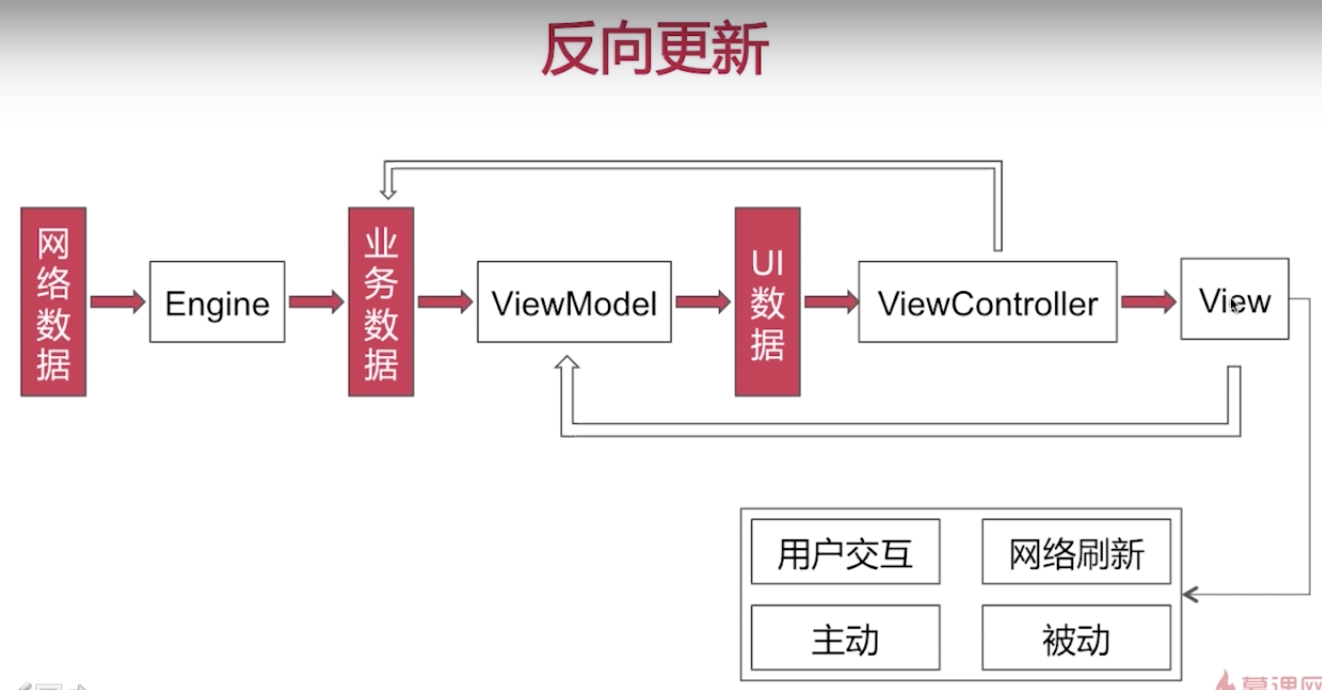 反向更新
网络数据
Engine
业务数据
ViewModel
UI数据
ViewController
View
用户交互
网络刷新
主动
被动
慕课网